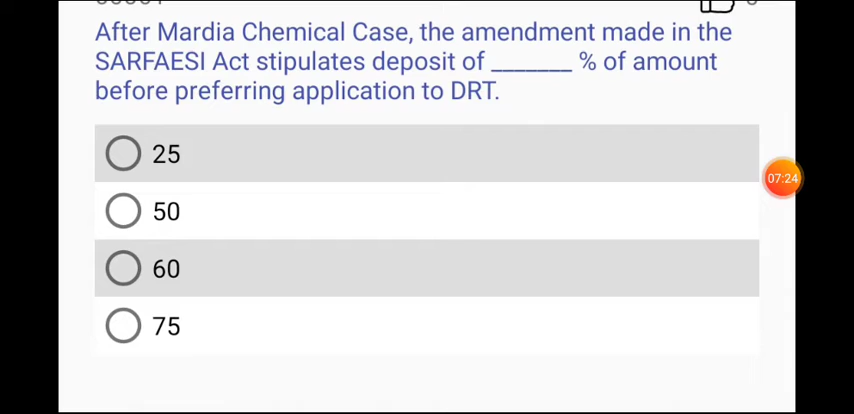 After Mardia Chemical Case, the amendment made in the
SARFAESI Act stipulates deposit of _______ % of amount
before preferring application to DRT.
25
07:24
50
60
75